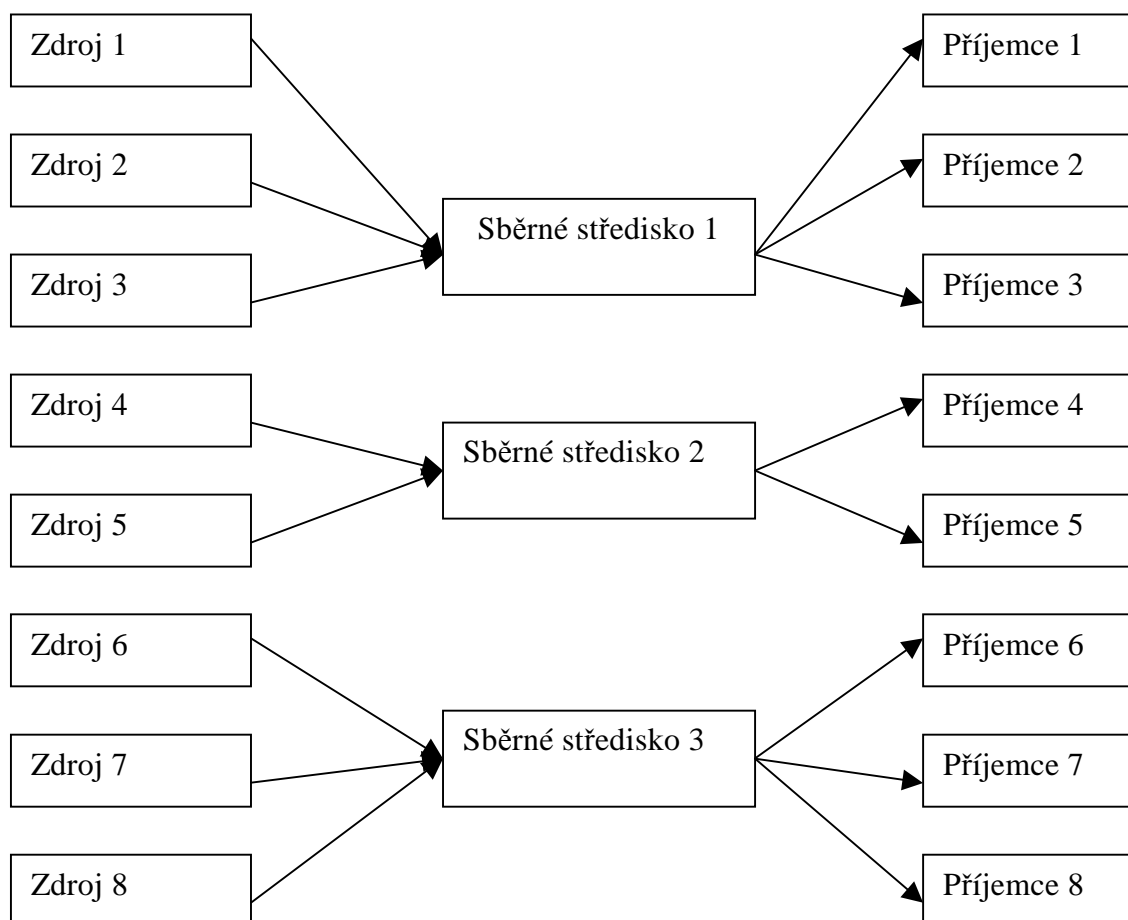 Zdroj 1
Zdroj 2
Zdroj 3
Zdroj 4
Zdroj 5
Zdroj 6
Zdroj 7
Zdroj 8
Sběrné středisko 1
Sběrné středisko 2
Sběrné středisko 3
Příjemce 1
Příjemce 2
Příjemce 3
Příjemce 4
Příjemce 5
Příjemce 6
Příjemce 7
Příjemce 8